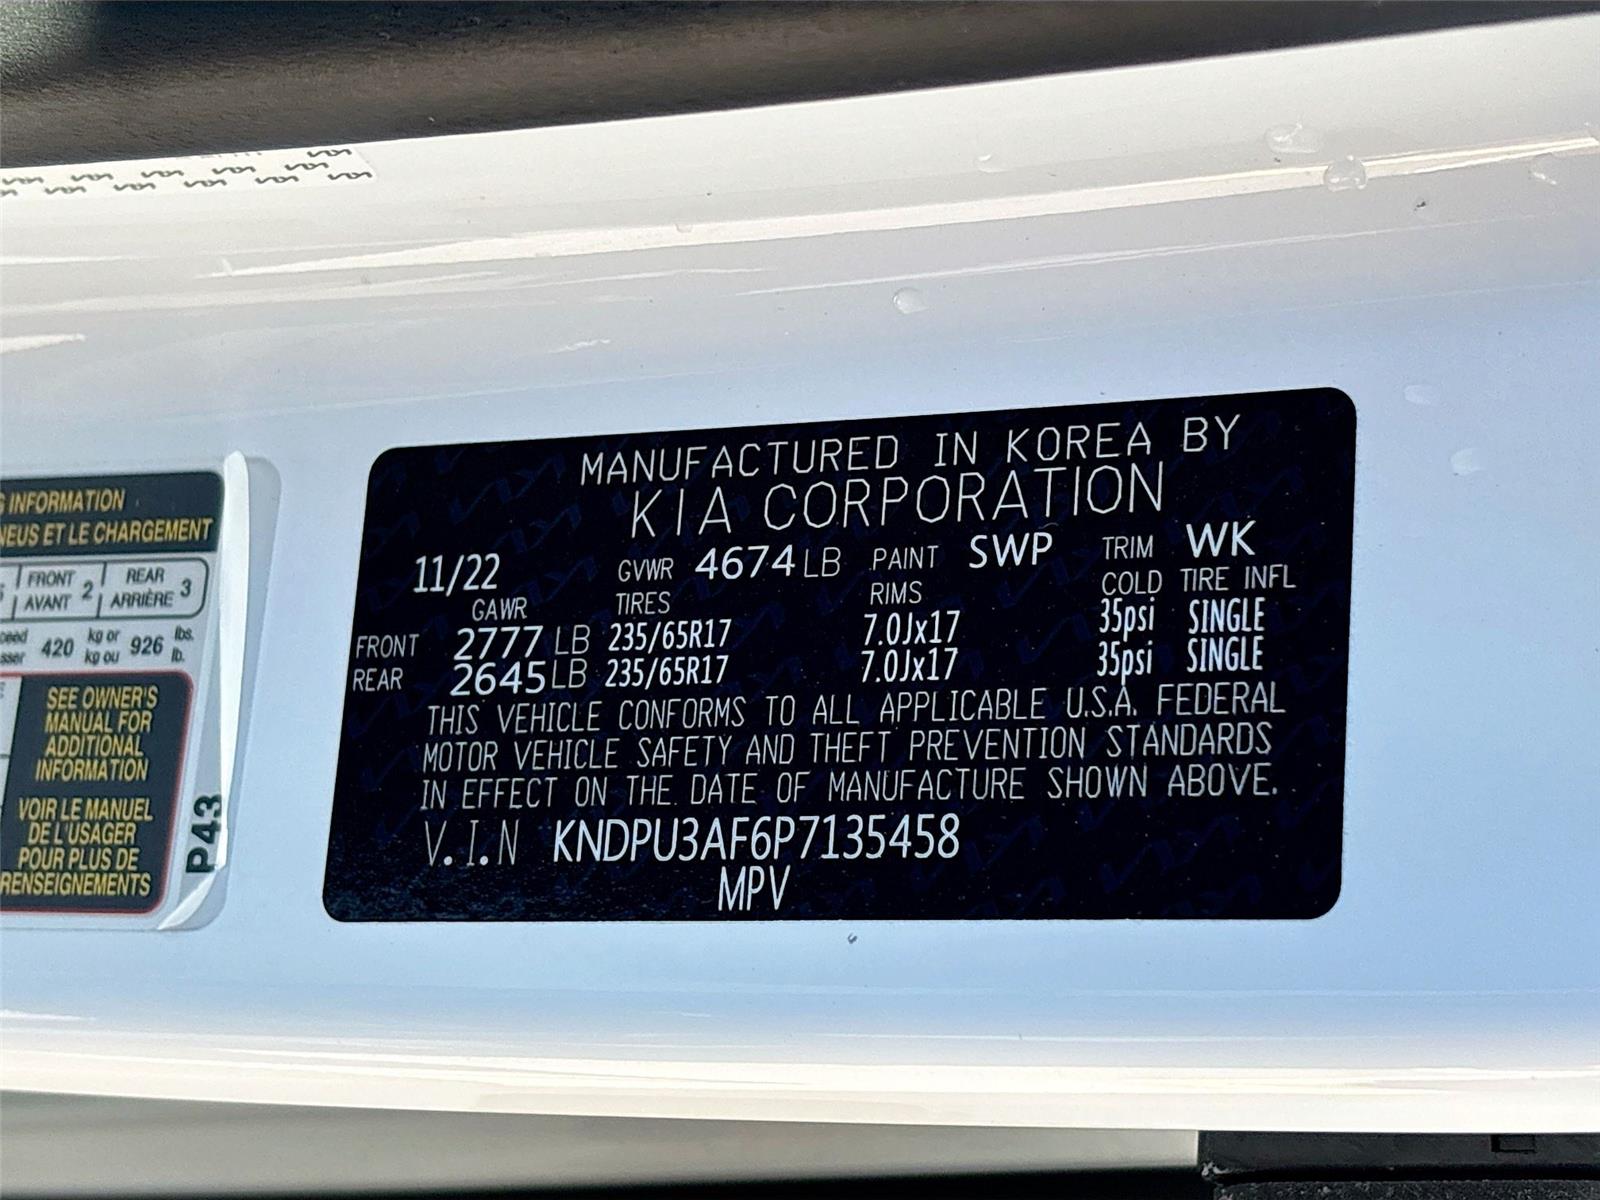 INFORMATION
NEUS ET LE CHARGEMENT
FRONT
AVANT 2
REAR
ARRIÈRE 3
420 kg or
kg ou 926 lbs.
lb.
SEE OWNER'S
MANUAL FOR
ADDITIONAL
INFORMATION
VOIR LE MANUEL
DE L'USAGER
POUR PLUS DE
RENSEIGNEMENTS
P43
MANUFACTURED IN KOREA BY
KIA CORPORATION
11/22 GVWR 4674 LB PAINT SWP TRIM WK
GAWR TIRES RIMS COLD TIRE INFL
FRONT 2777 LB 235/65R17 7.0Jx17 35psi SINGLE
REAR 2645 LB 235/65R17 7.0Jx17 35psi SINGLE
THIS VEHICLE CONFORMS TO ALL APPLICABLE U.S.A. FEDERAL
MOTOR VEHICLE SAFETY AND THEFT PREVENTION STANDARDS
IN EFFECT ON THE DATE OF MANUFACTURE SHOWN ABOVE.
V.I.N KNDPU3AF6P7135458
MPV